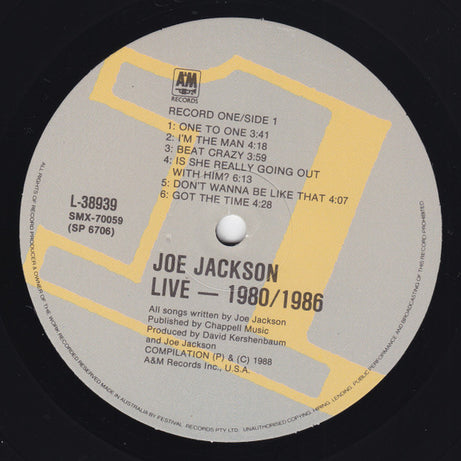 A&M
RECORDS
RECORD ONE/SIDE 1
1: ONE TO ONE 3:41
2: I'M THE MAN 4:18
3: BEAT CRAZY 3:59
4: IS SHE REALLY GOING OUT
WITH HIM? 6:13
5: DON'T WANNA BE LIKE THAT 4:07
6: GOT THE TIME 4:28
L-38939
SMX-70059
(SP 6706)
JOE JACKSON
LIVE — 1980/1986
All songs written by Joe Jackson
Published by Chappell Music
Produced by David Kershenbaum
and Joe Jackson
COMPILATION (P) & (C) 1988
A&M Records Inc., U.S.A.
ALL RIGHTS OF RECORD PRODUCER & OWNER OF THE WORK RECORDED RESERVED. MADE IN AUSTRALIA BY FESTIVAL RECORDS PTY LTD. UNAUTHORISED COPYING, HIRING, LENDING, PUBLIC PERFORMANCE AND BROADCASTING OF THIS RECORD PROHIBITED